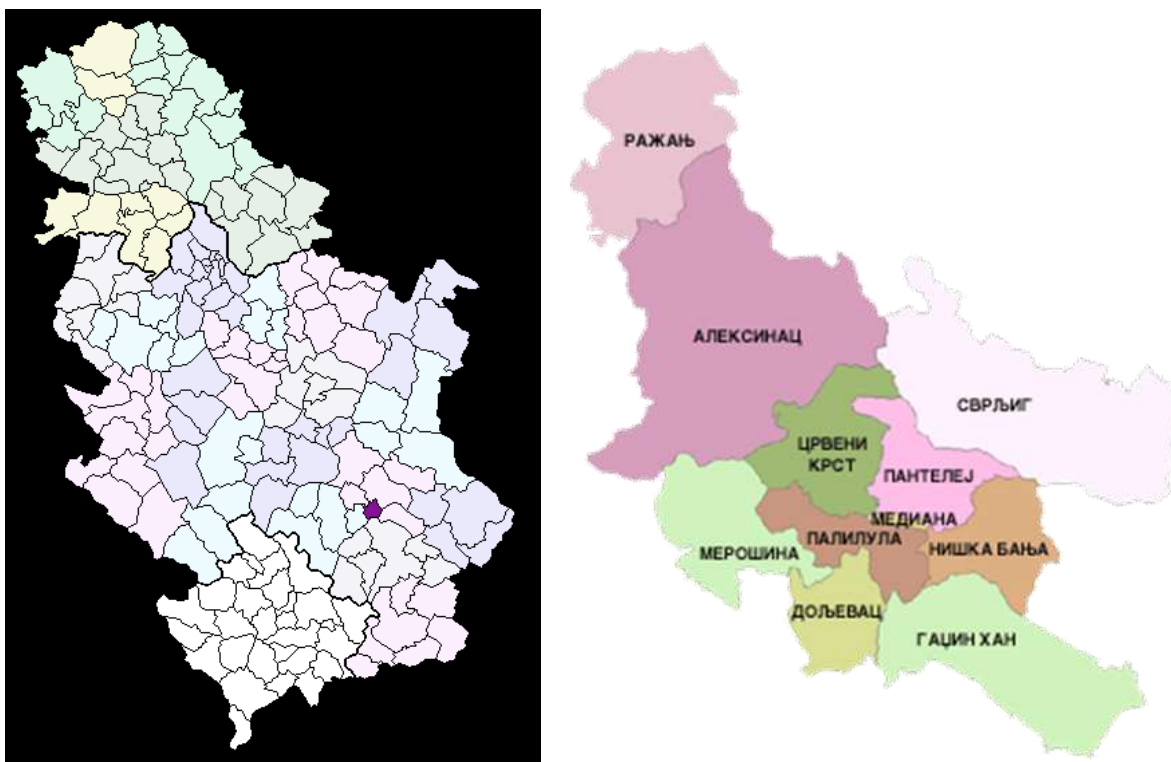 РАЖАЊ
АЛЕКСИНАЦ
СВРЉИГ
ЦРВЕНИ
КРСТ
ПАНТЕЛЕЈ
МЕДИАНА
ПАЛИЛУЛА
НИШКА БАЊА
МЕРОШИНА
ДОЉЕВАЦ
ГАЏИН ХАН